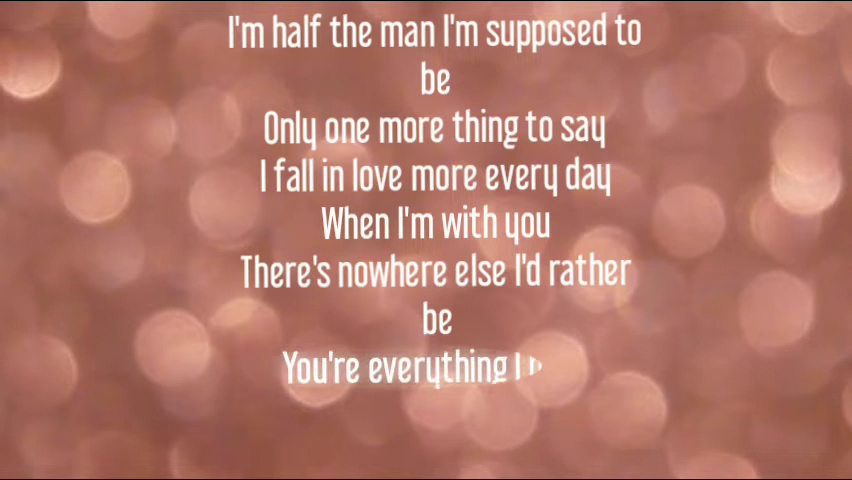 I'm half the man I'm supposed to
be
Only one more thing to say
I fall in love more every day
When I'm with you
There's nowhere else I'd rather
be
You're everything I